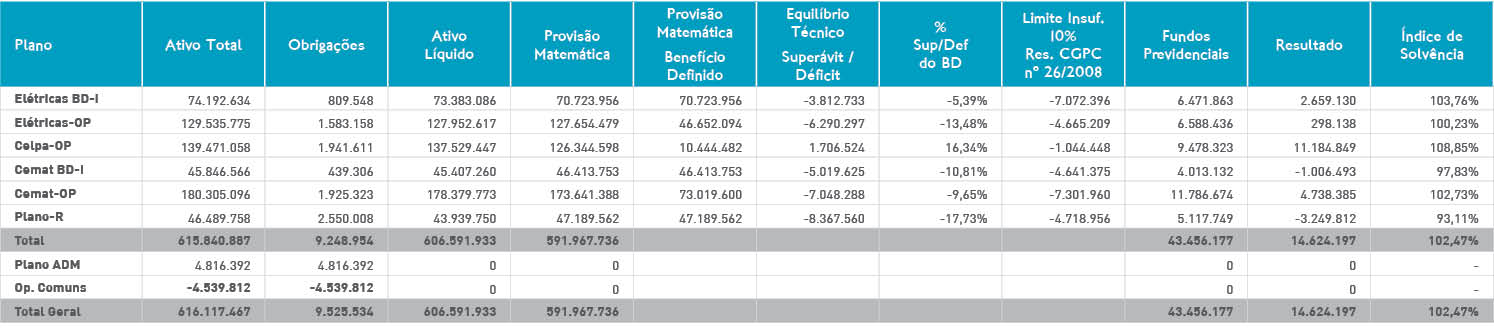 Plano Ativo Total Obrigações Ativo Líquido Provisão Matemática Provisão Matemática Benefício Definido Equilíbrio Técnico Superávit / Déficit % Sup/Def do BD Limite Insuf. 10% Res. CGPC nº 26/2008 Fundos Previdenciais Resultado Índice de Solvência
Elétricas BD-I 74.192.634 809.548 73.383.086 70.723.956 70.723.956 -3.812.733 -5,39% -7.072.396 6.471.863 2.659.130 103,76%
Elétricas-OP 129.535.775 1.583.158 127.952.617 127.654.479 46.652.094 -6.290.297 -13,48% -4.665.209 6.588.436 298.138 100,23%
Celpa-OP 139.471.058 1.941.611 137.529.447 126.344.598 10.444.482 1.706.524 16,34% -1.044.448 9.478.323 11.184.849 108,85%
Cemat BD-I 45.846.566 439.306 45.407.260 46.413.753 46.413.753 -5.019.625 -10,81% -4.641.375 4.013.132 -1.006.493 97,83%
Cemat-OP 180.305.096 1.925.323 178.379.773 173.641.388 73.019.600 -7.048.288 -9,65% -7.301.960 11.786.674 4.738.385 102,73%
Plano-R 46.489.758 2.550.008 43.939.750 47.189.562 47.189.562 -8.367.560 -17,73% -4.718.956 5.117.749 -3.249.812 93,11%
Total 615.840.887 9.248.954 606.591.933 591.967.736 43.456.177 14.624.197 102,47%
Plano ADM 4.816.392 4.816.392 0 0 0 0 -
Op. Comuns -4.539.812 -4.539.812 0 0 0 0 -
Total Geral 616.117.467 9.525.534 606.591.933 591.967.736 43.456.177 14.624.197 102,47%